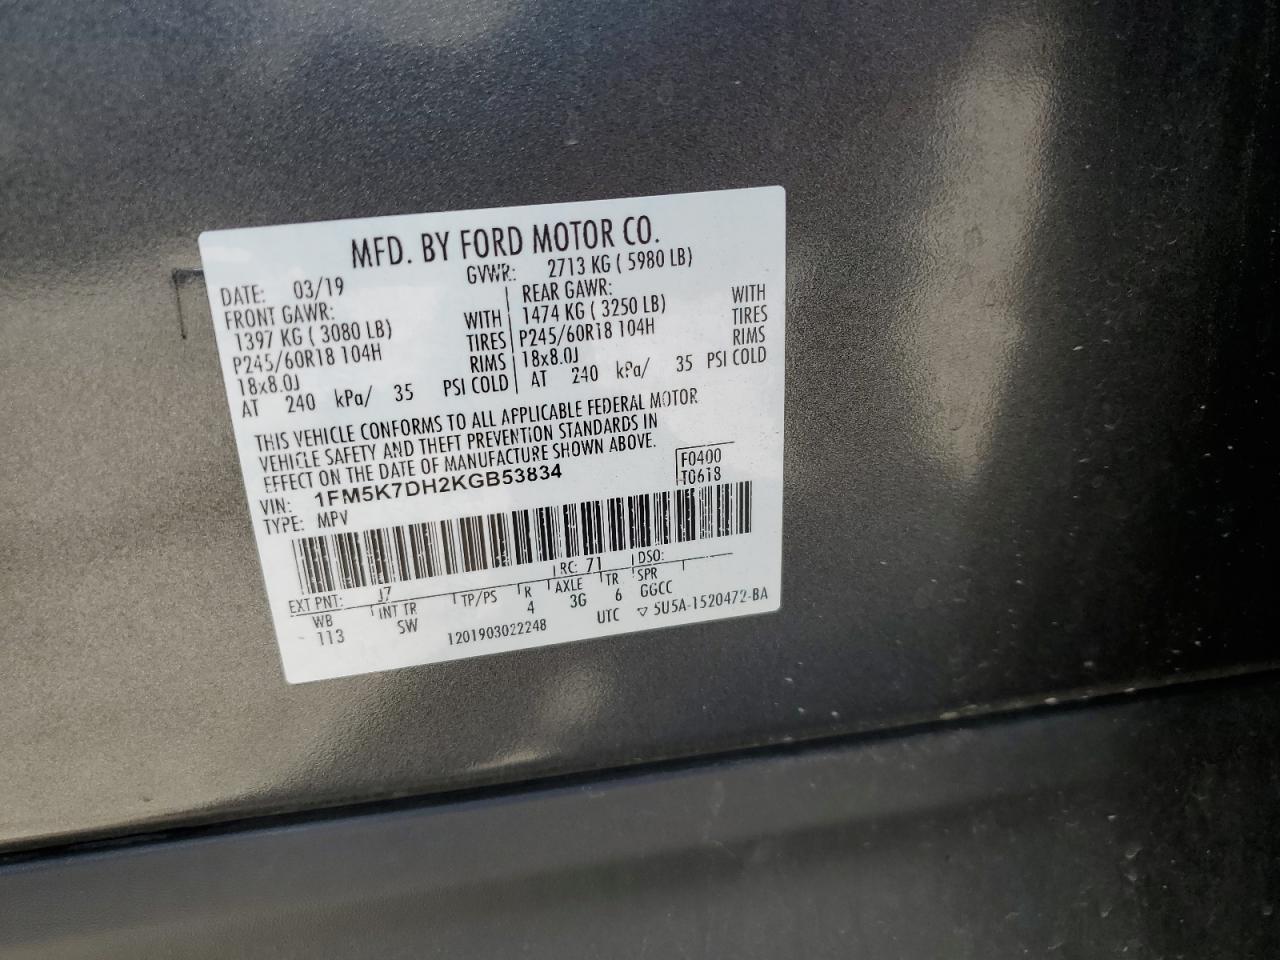 MFD. BY FORD MOTOR CO.
DATE: 03/19 GVWR: 2713 KG ( 5980 LB)
FRONT GAWR: REAR GAWR:
1397 KG ( 3080 LB) WITH 1474 KG ( 3250 LB) WITH
P245/60R18 104H TIRES P245/60R18 104H TIRES
18x8.0J RIMS 18x8.0J RIMS
AT 240 kPa/ 35 PSI COLD AT 240 kPa/ 35 PSI COLD
THIS VEHICLE CONFORMS TO ALL APPLICABLE FEDERAL MOTOR
VEHICLE SAFETY AND THEFT PREVENTION STANDARDS IN
EFFECT ON THE DATE OF MANUFACTURE SHOWN ABOVE.
VIN: 1FM5K7DH2KGB53834 F0400
TYPE: MPV T0618
RC: 71 DSO:
EXT PNT: J7
WB INT TR TP/PS R AXLE TR SPR
113 SW 4 3G 6 GGCC
1201903022248 UTC ▽ 5U5A-1520472-BA